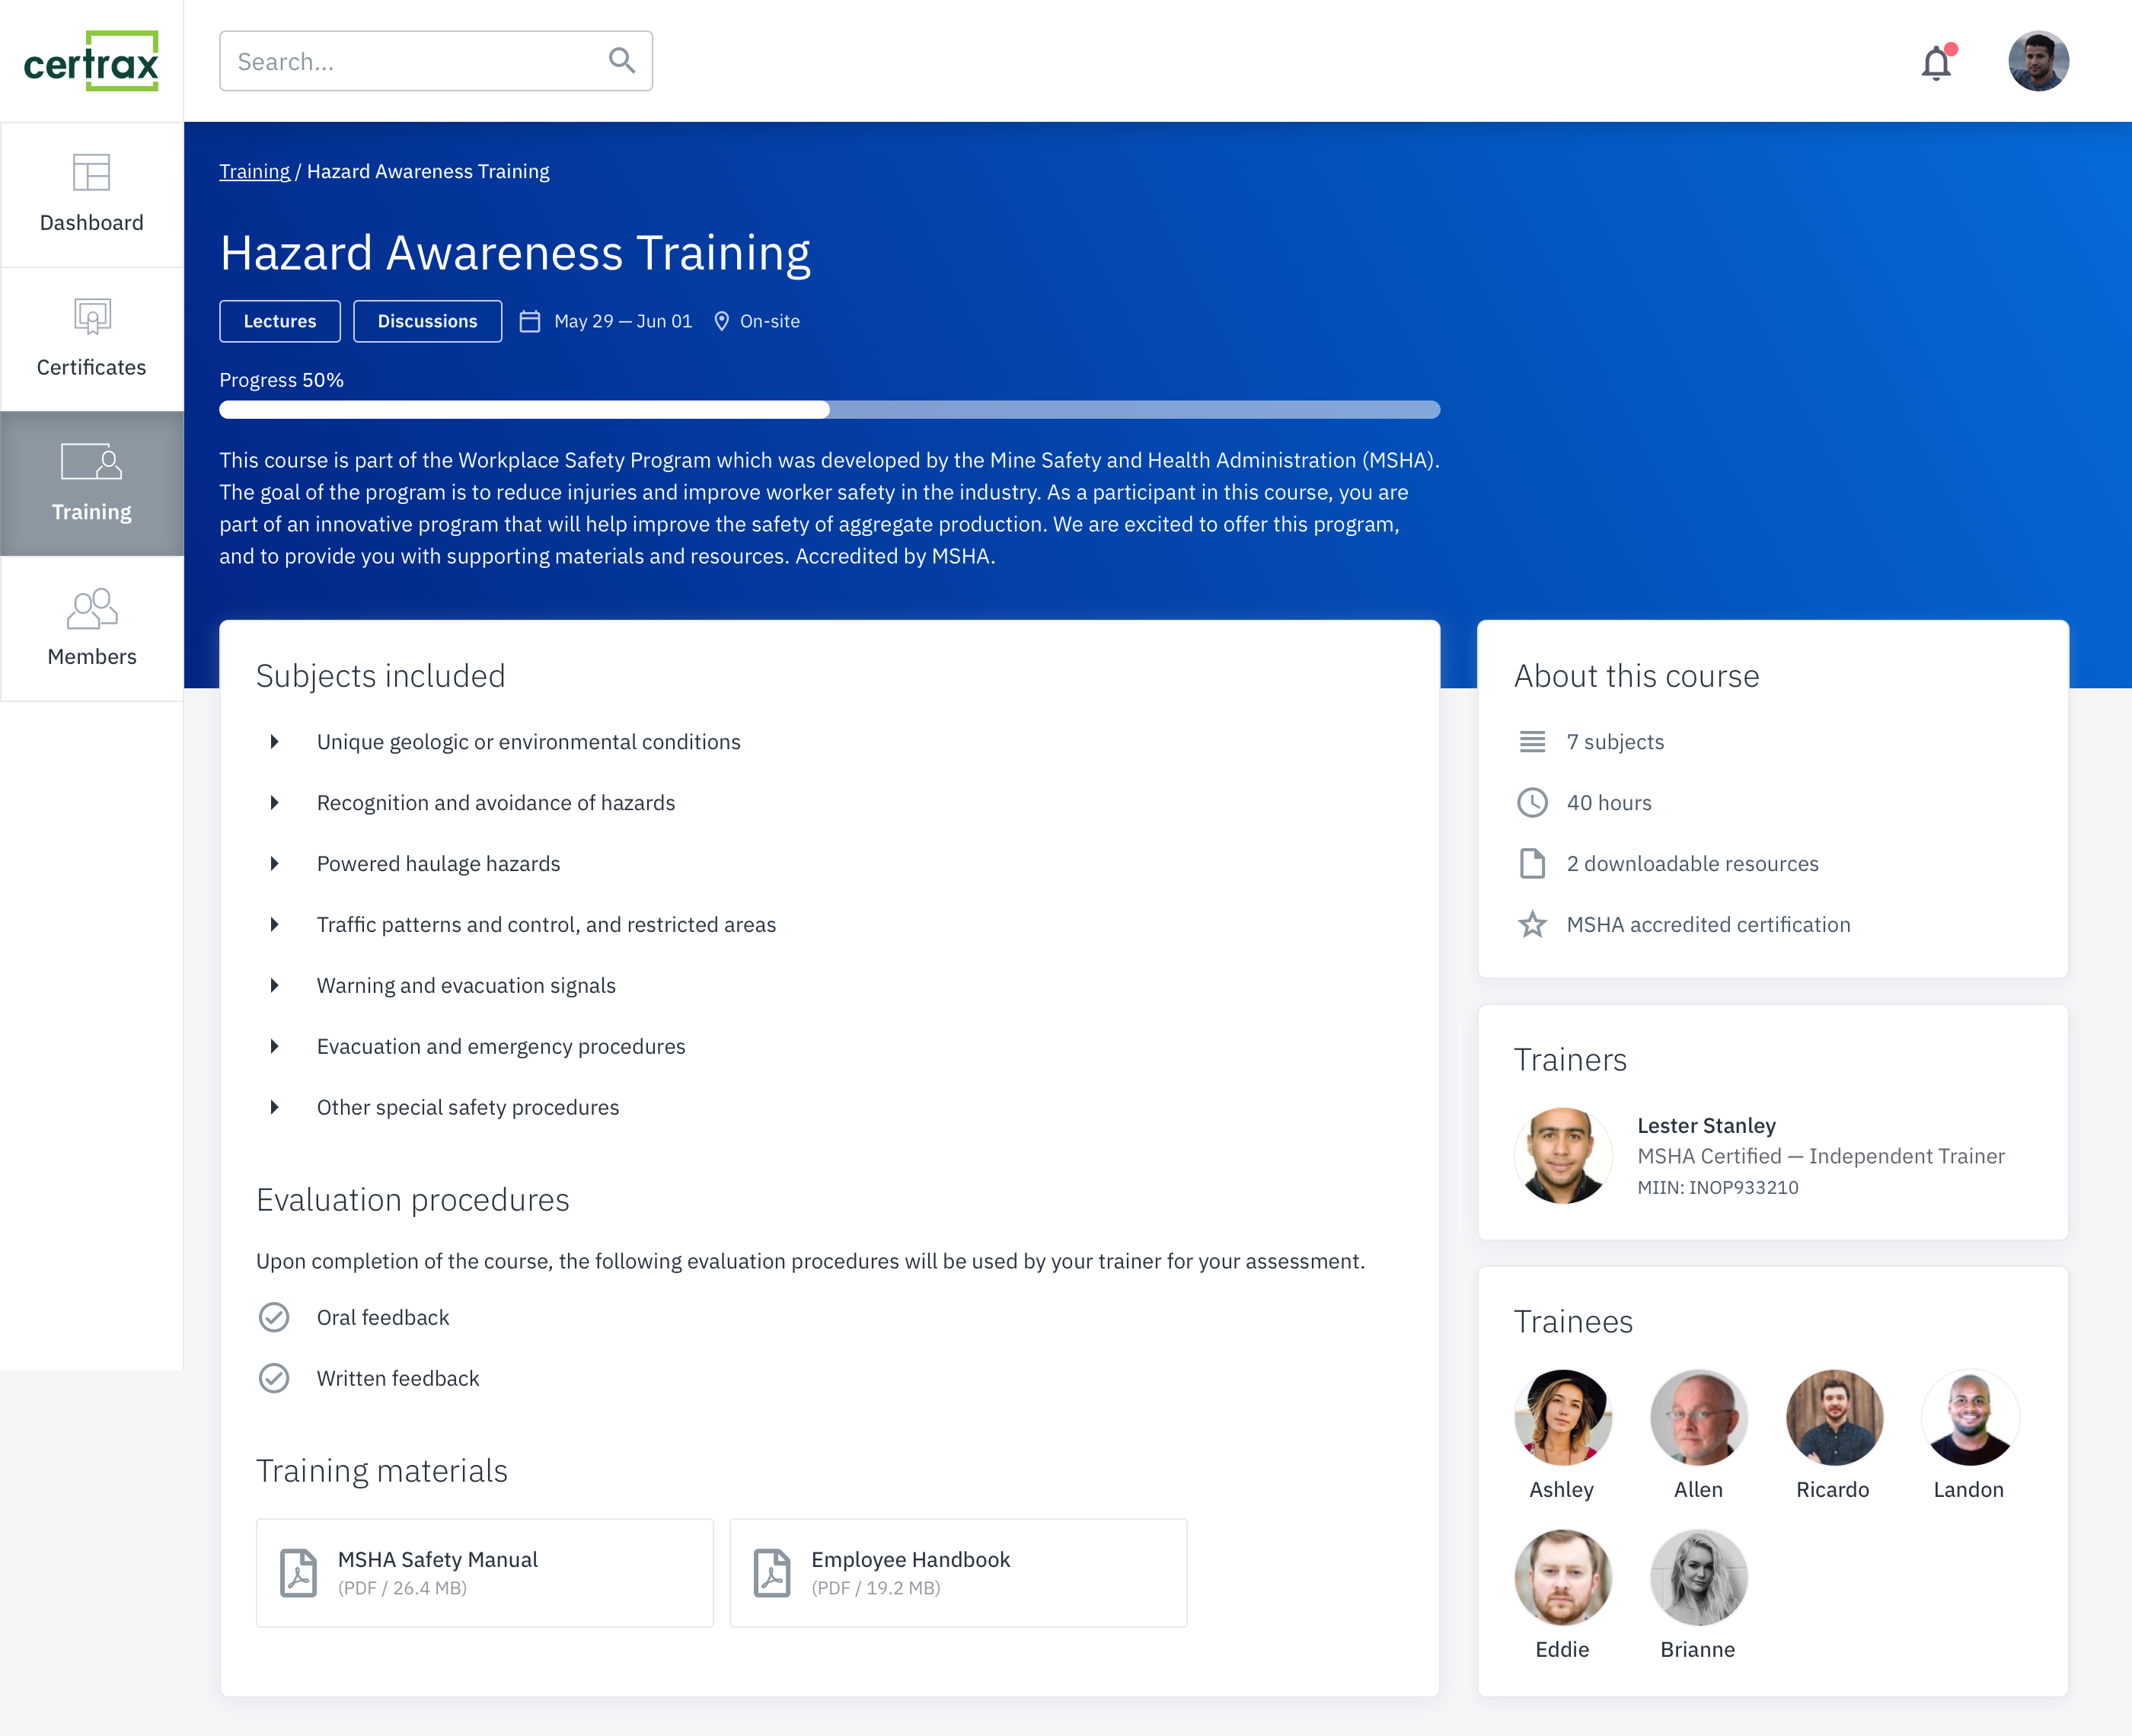 certrax
Search...
Dashboard
Certificates
Training
Members
Training / Hazard Awareness Training
Hazard Awareness Training
Lectures
Discussions
May 29 — Jun 01
On-site
Progress 50%
This course is part of the Workplace Safety Program which was developed by the Mine Safety and Health Administration (MSHA).
The goal of the program is to reduce injuries and improve worker safety in the industry. As a participant in this course, you are
part of an innovative program that will help improve the safety of aggregate production. We are excited to offer this program,
and to provide you with supporting materials and resources. Accredited by MSHA.
Subjects included
Unique geologic or environmental conditions
Recognition and avoidance of hazards
Powered haulage hazards
Traffic patterns and control, and restricted areas
Warning and evacuation signals
Evacuation and emergency procedures
Other special safety procedures
Evaluation procedures
Upon completion of the course, the following evaluation procedures will be used by your trainer for your assessment.
Oral feedback
Written feedback
Training materials
MSHA Safety Manual
(PDF / 26.4 MB)
Employee Handbook
(PDF / 19.2 MB)
About this course
7 subjects
40 hours
2 downloadable resources
MSHA accredited certification
Trainers
Lester Stanley
MSHA Certified — Independent Trainer
MIIN: INOP933210
Trainees
Ashley
Allen
Ricardo
Landon
Eddie
Brianne